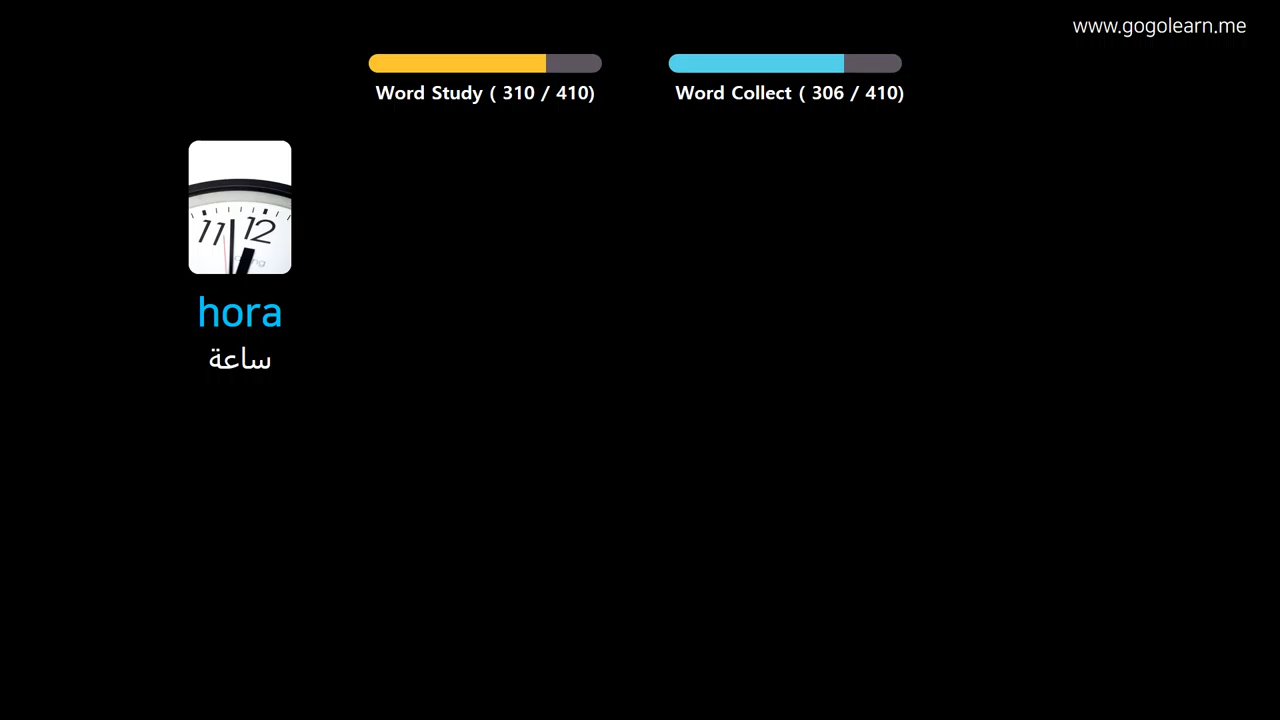 www.gogolearn.me
Word Study ( 310 / 410)
Word Collect ( 306 / 410)
11 12
hora
ساعة